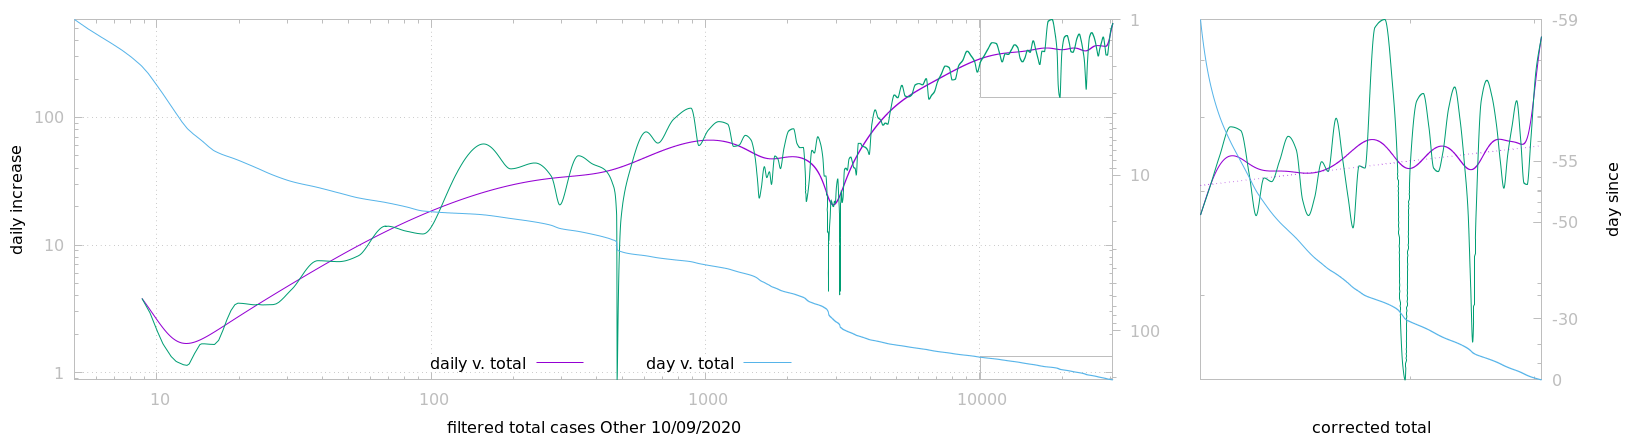 daily increase
100
10
1
daily v. total
day v. total
10
100
1000
10000
filtered total cases Other 10/09/2020
1
10
100
-59
-55
-50
-30
0
day since
corrected total